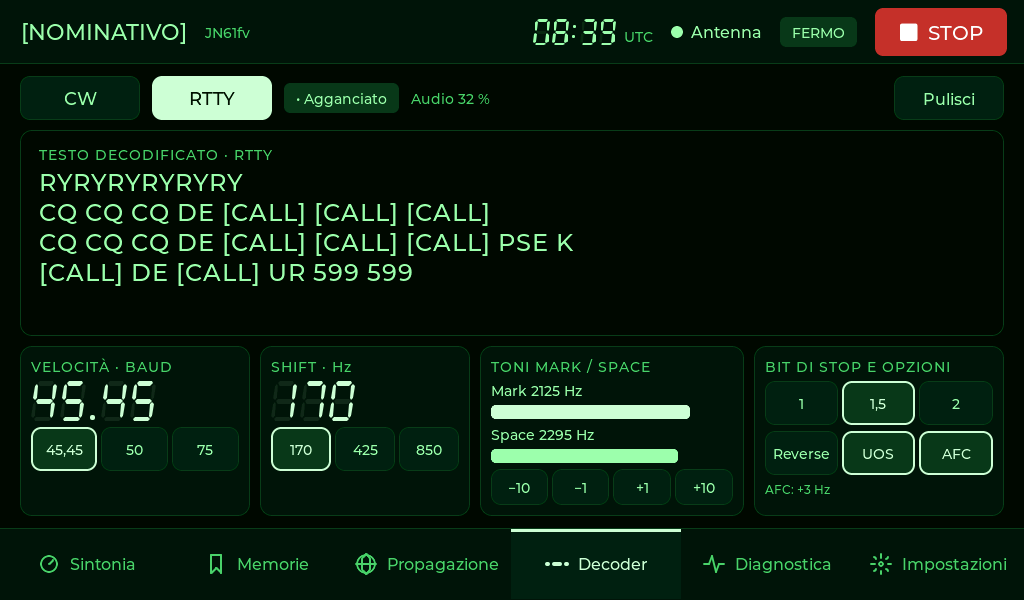 [NOMINATIVO] JN61fv 08:39 UTC Antenna FERMO STOP
CW RTTY • Agganciato Audio 32 % Pulisci
TESTO DECODIFICATO · RTTY
RYRYRYRYRYRY
CQ CQ CQ DE [CALL] [CALL] [CALL]
CQ CQ CQ DE [CALL] [CALL] [CALL] PSE K
[CALL] DE [CALL] UR 599 599
VELOCITÀ · BAUD
45.45
45,45 50 75
SHIFT · Hz
170
170 425 850
TONI MARK / SPACE
Mark 2125 Hz
Space 2295 Hz
−10 −1 +1 +10
BIT DI STOP E OPZIONI
1 1,5 2
Reverse UOS AFC
AFC: +3 Hz
Sintonia Memorie Propagazione Decoder Diagnostica Impostazioni